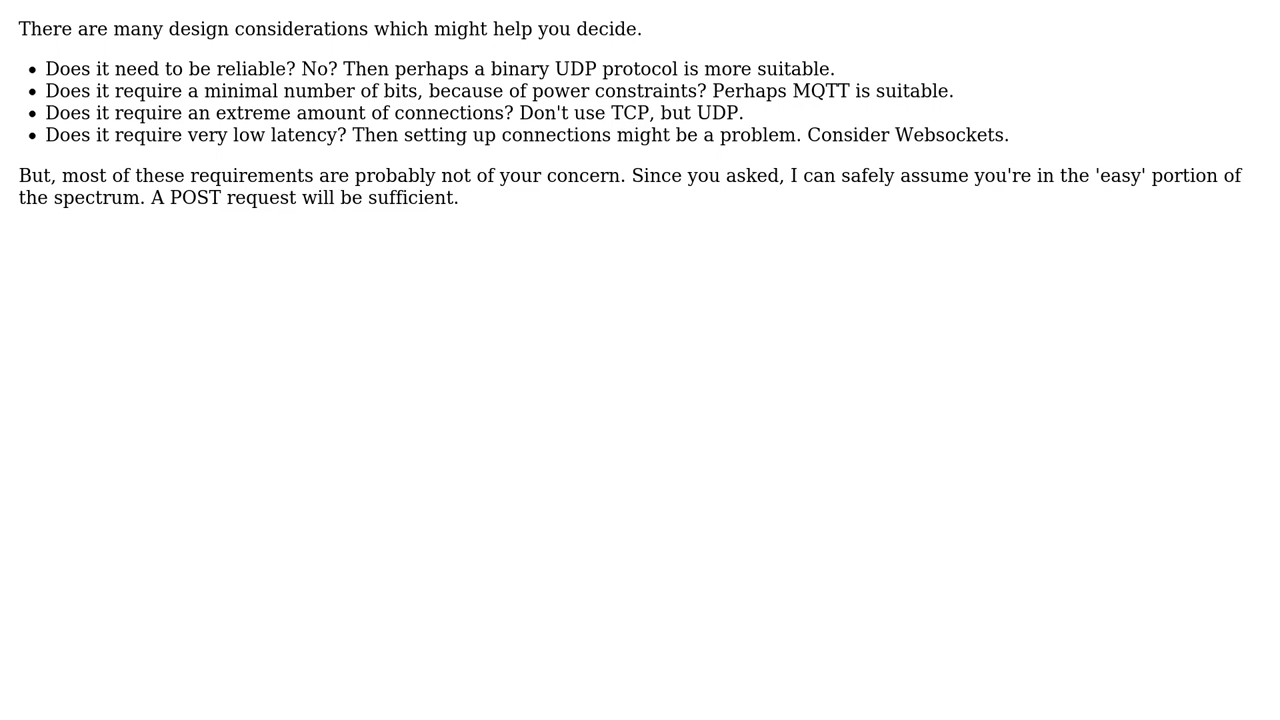 There are many design considerations which might help you decide.
• Does it need to be reliable? No? Then perhaps a binary UDP protocol is more suitable.
• Does it require a minimal number of bits, because of power constraints? Perhaps MQTT is suitable.
• Does it require an extreme amount of connections? Don't use TCP, but UDP.
• Does it require very low latency? Then setting up connections might be a problem. Consider Websockets.
But, most of these requirements are probably not of your concern. Since you asked, I can safely assume you're in the 'easy' portion of
the spectrum. A POST request will be sufficient.